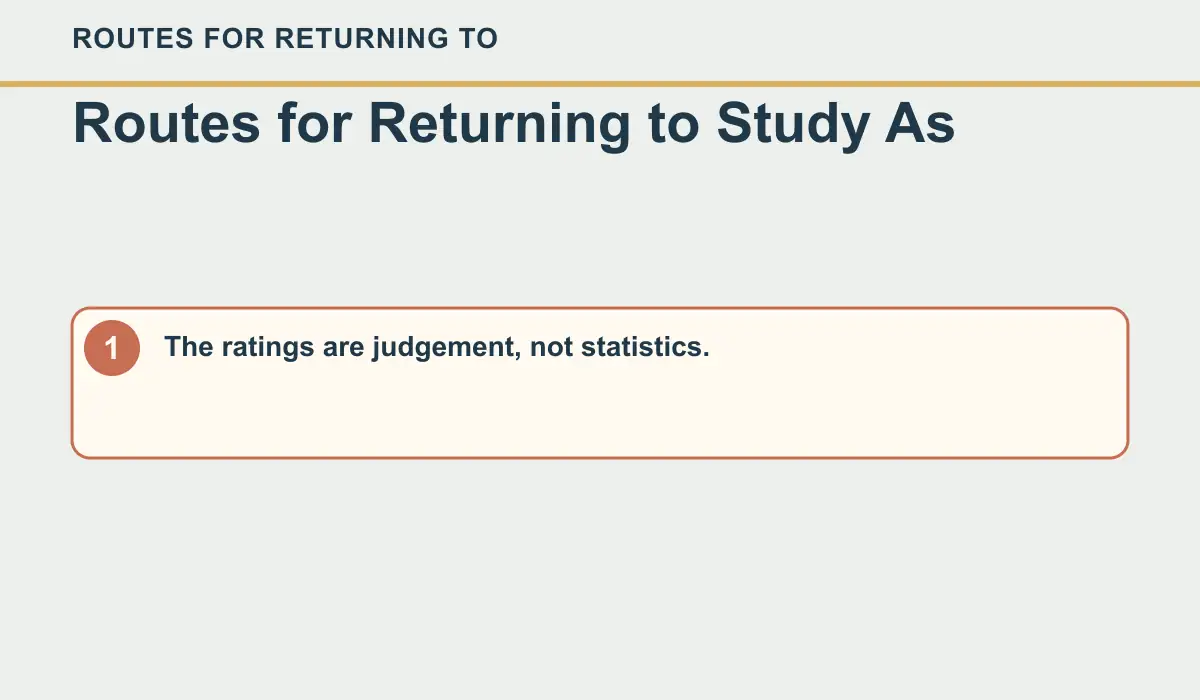 ROUTES FOR RETURNING TO
Routes for Returning to Study As
1 The ratings are judgement, not statistics.